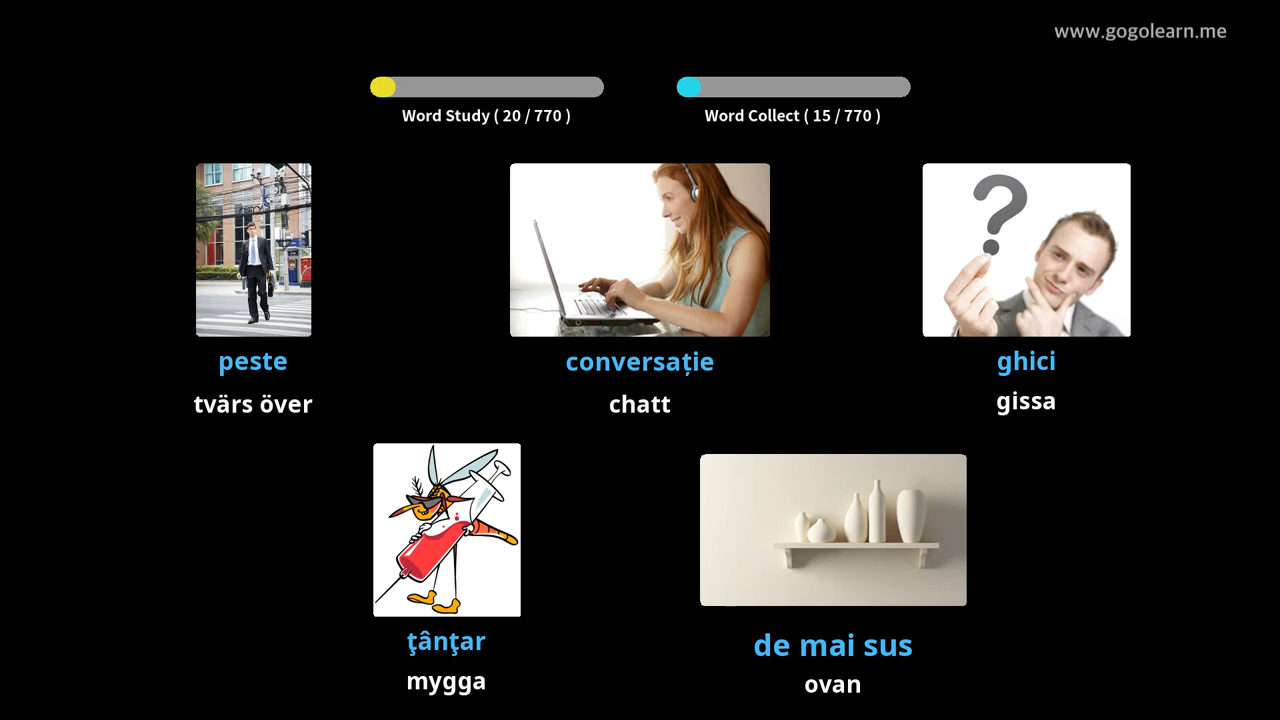 www.gogolearn.me
Word Study ( 20 / 770 )
Word Collect ( 15 / 770 )
peste
tvärs över
conversație
chatt
ghici
gissa
ţânţar
mygga
de mai sus
ovan